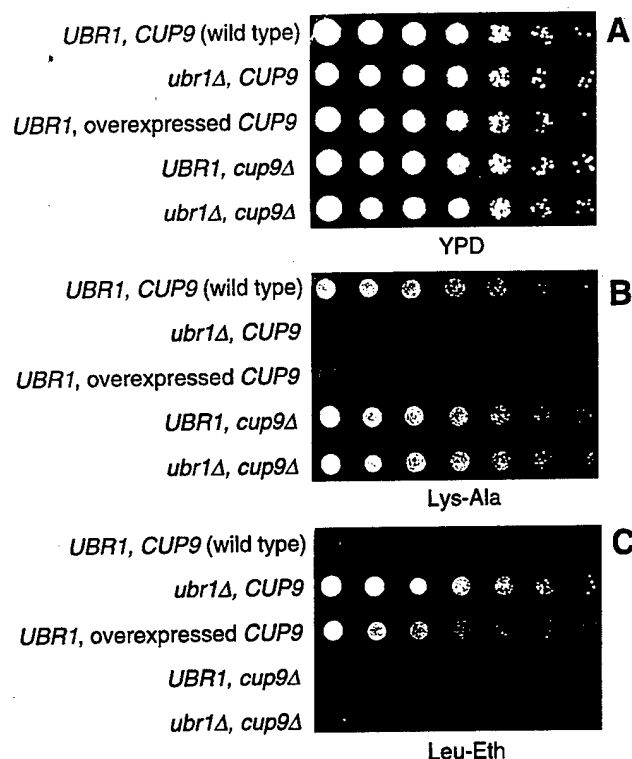 UBR1, CUP9 (wild type)
A
ubr1Δ, CUP9
UBR1, overexpressed CUP9
UBR1, cup9Δ
ubr1Δ, cup9Δ
YPD
UBR1, CUP9 (wild type)
B
ubr1Δ, CUP9
UBR1, overexpressed CUP9
UBR1, cup9Δ
ubr1Δ, cup9Δ
Lys-Ala
UBR1, CUP9 (wild type)
C
ubr1Δ, CUP9
UBR1, overexpressed CUP9
UBR1, cup9Δ
ubr1Δ, cup9Δ
Leu-Eth